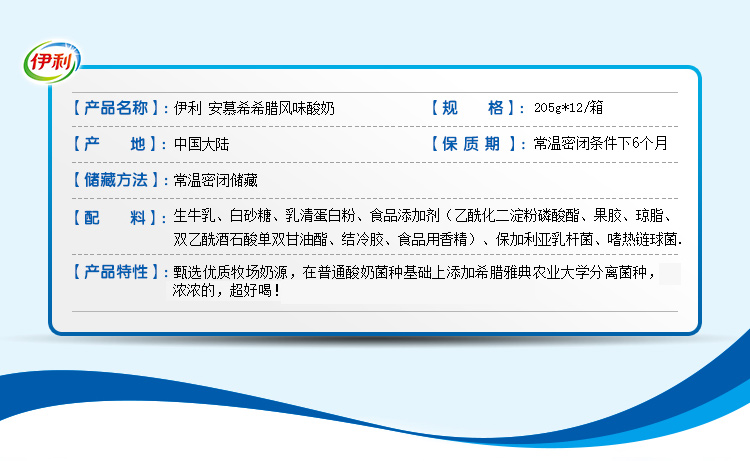 伊利
【产品名称】: 伊利 安慕希希腊风味酸奶 【规 格】: 205g*12/箱
【产 地】: 中国大陆 【保 质 期 】: 常温密闭条件下6个月
【储藏方法】: 常温密闭储藏
【配 料】: 生牛乳、白砂糖、乳清蛋白粉、食品添加剂（乙酰化二淀粉磷酸酯、果胶、琼脂、
双乙酰酒石酸单双甘油酯、结冷胶、食品用香精）、保加利亚乳杆菌、嗜热链球菌.
【产品特性】: 甄选优质牧场奶源，在普通酸奶菌种基础上添加希腊雅典农业大学分离菌种，
浓浓的，超好喝！